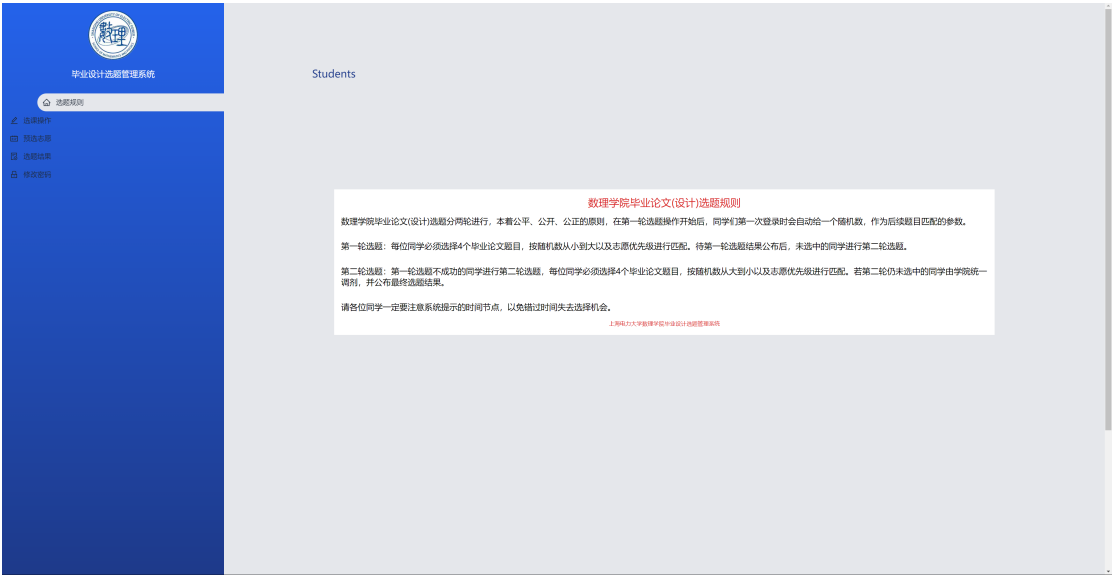 数理
毕业设计选题管理系统
选题规则
选课操作
预选志愿
选题结果
修改密码
Students
数理学院毕业论文(设计)选题规则
数理学院毕业论文(设计)选题分两轮进行，本着公平、公开、公正的原则，在第一轮选题操作开始后，同学们第一次登录时会自动给一个随机数，作为后续题目匹配的参数。
第一轮选题：每位同学必须选择4个毕业论文题目，按随机数从小到大以及志愿优先级进行匹配。待第一轮选题结果公布后，未选中的同学进行第二轮选题。
第二轮选题：第一轮选题不成功的同学进行第二轮选题，每位同学必须选择4个毕业论文题目，按随机数从大到小以及志愿优先级进行匹配。若第二轮仍未选中的同学由学院统一
调剂，并公布最终选题结果。
请各位同学一定要注意系统提示的时间节点，以免错过时间失去选择机会。
上海电力大学数理学院毕业设计选题管理系统